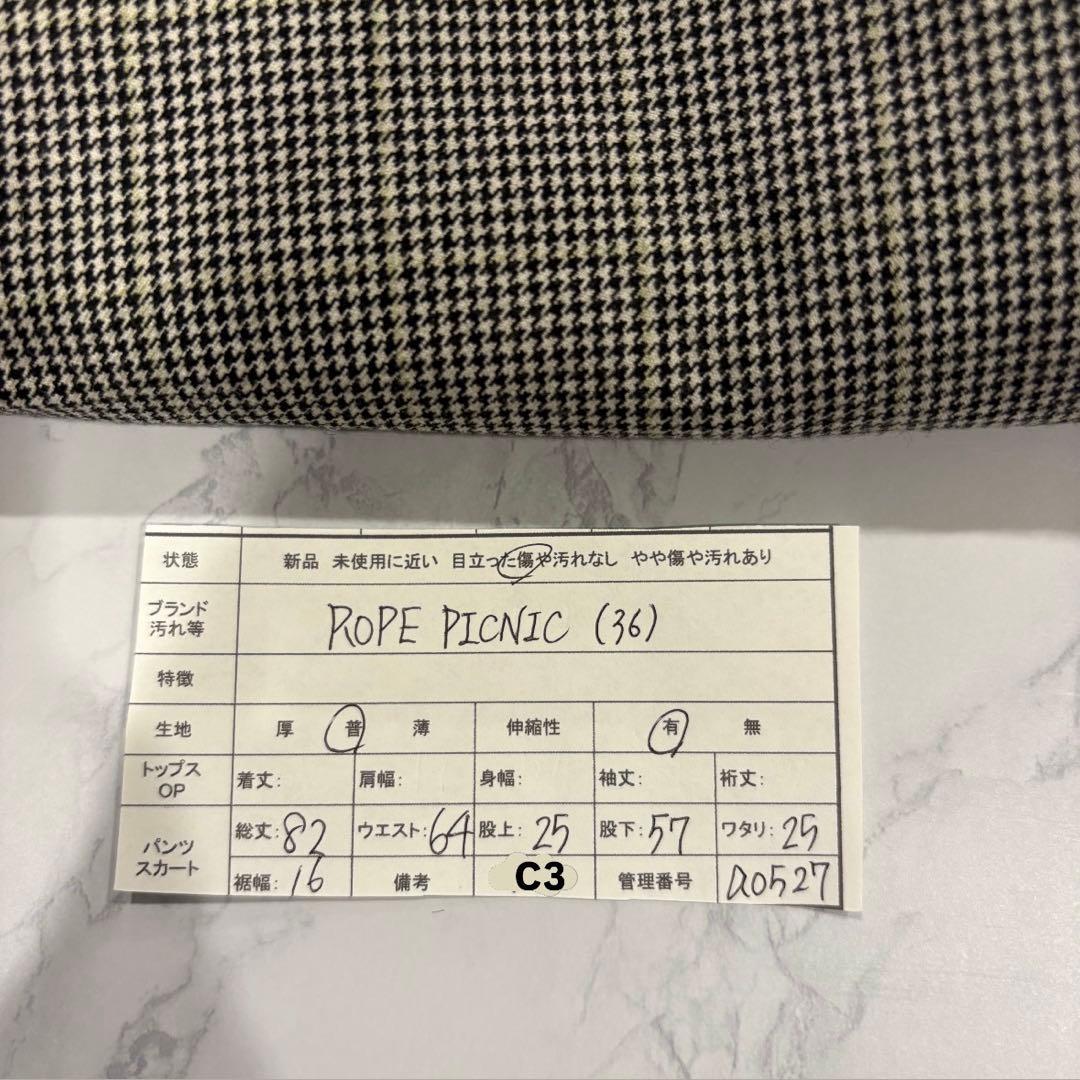 状態 新品 未使用に近い 目立った傷や汚れなし やや傷や汚れあり
ブランド
汚れ等
ROPE PICNIC (36)
特徴
生地 厚 普 薄 伸縮性 有 無
トップス
OP
着丈: 肩幅: 身幅: 袖丈: 裄丈:
パンツ
スカート
総丈:82 ウエスト:64 股上:25 股下:57 ワタリ:25
裾幅:16 備考 C3 管理番号 a0527